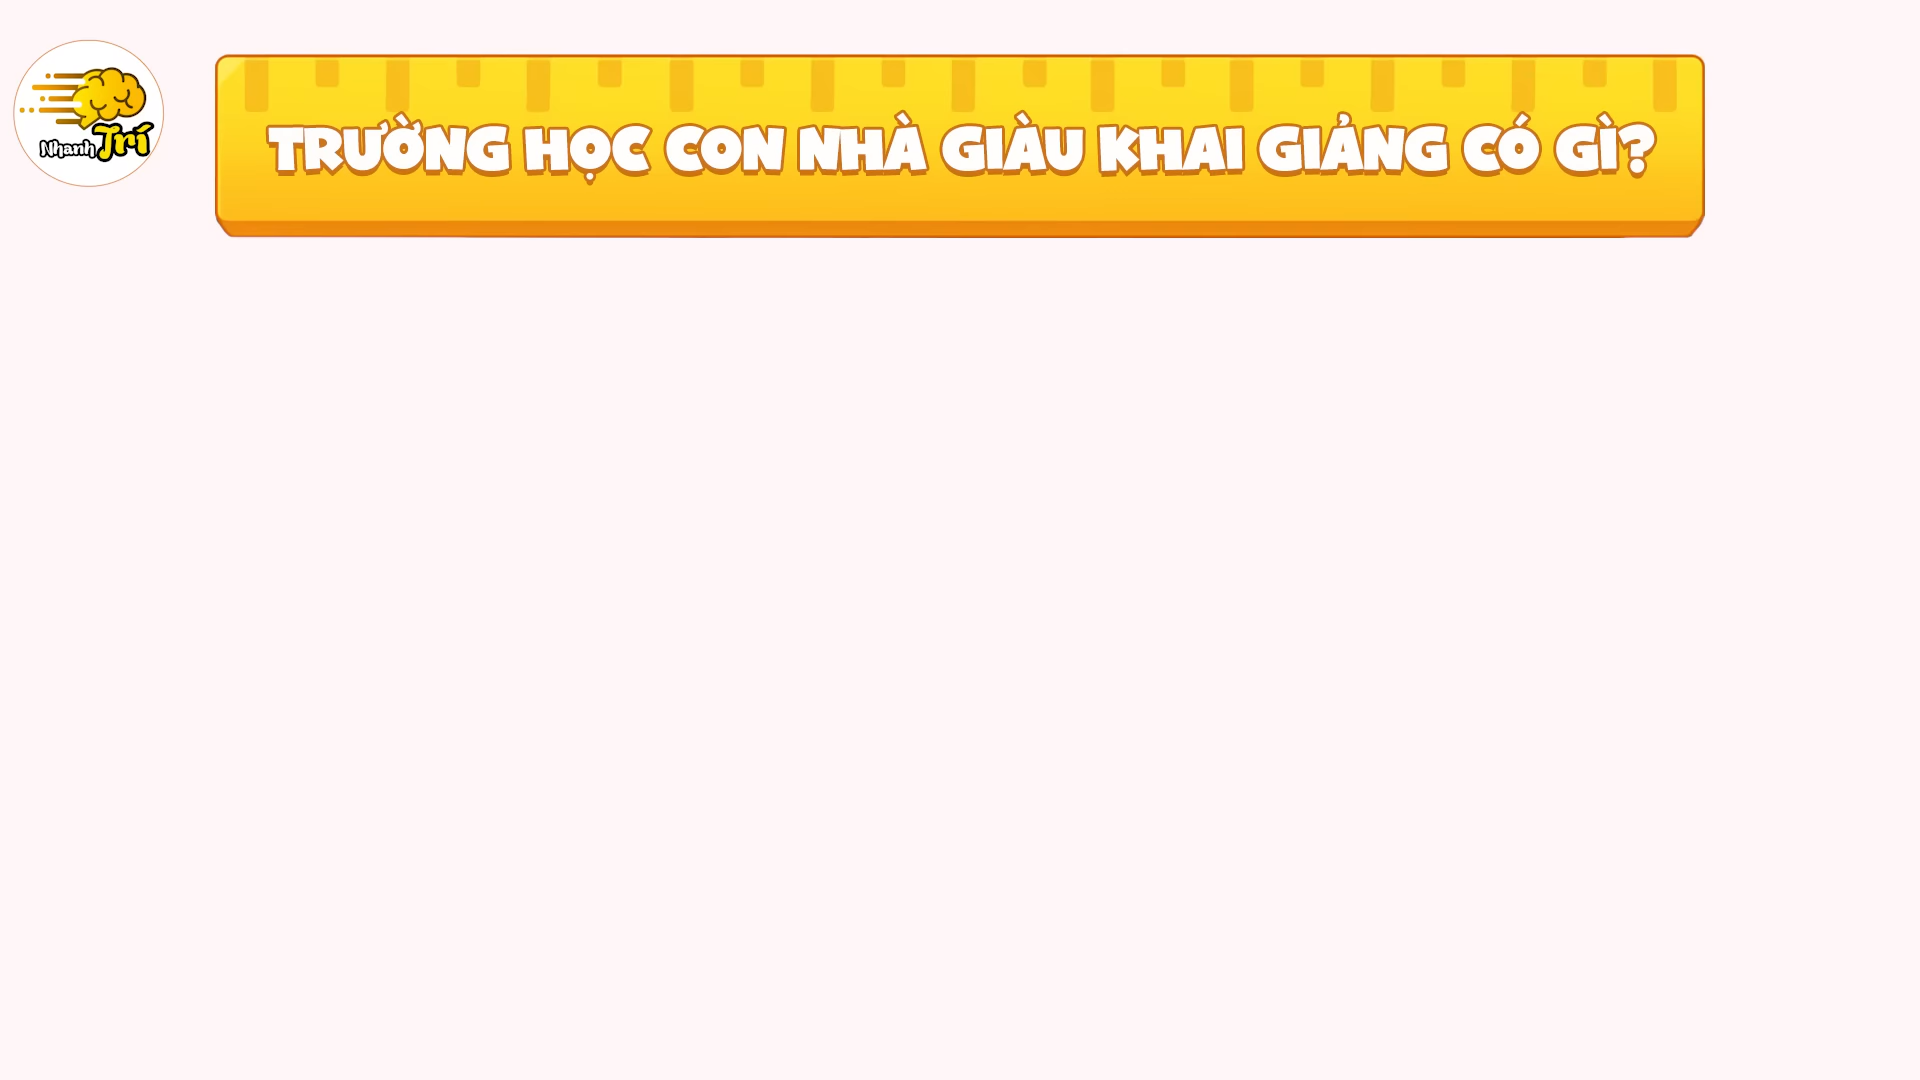 Nhanh Trí
TRƯỜNG HỌC CON NHÀ GIÀU KHAI GIẢNG CÓ GÌ?